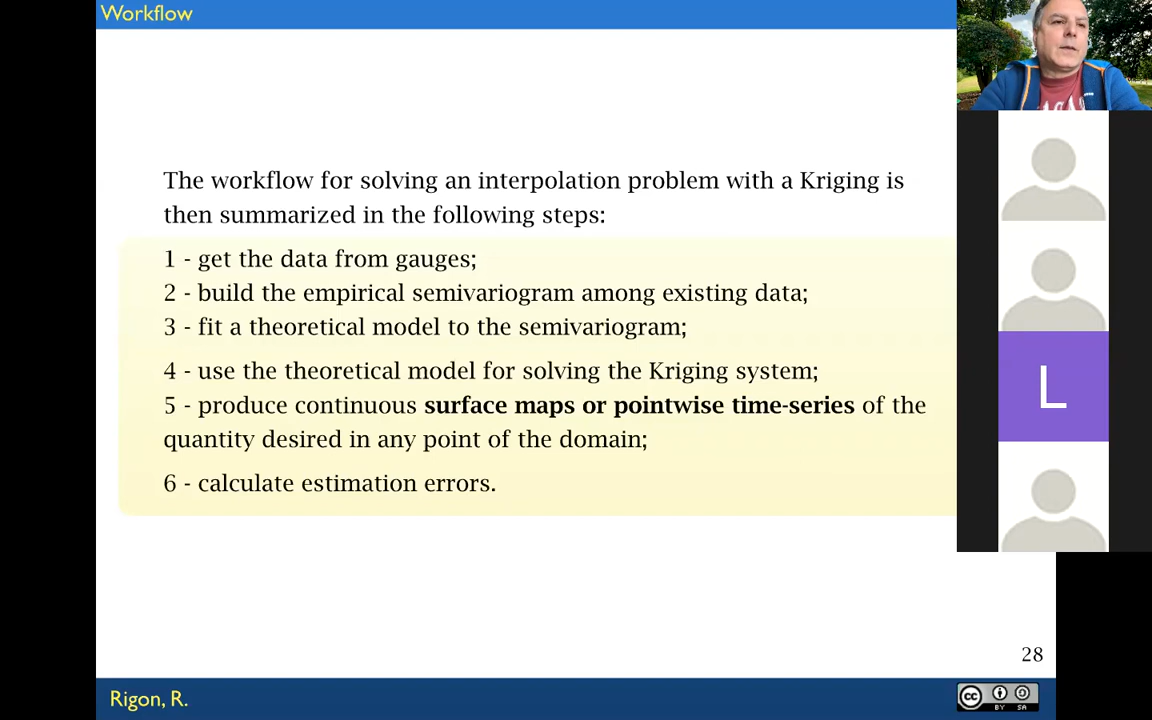 Workflow
The workflow for solving an interpolation problem with a Kriging is
then summarized in the following steps:
1 - get the data from gauges;
2 - build the empirical semivariogram among existing data;
3 - fit a theoretical model to the semivariogram;
4 - use the theoretical model for solving the Kriging system;
5 - produce continuous surface maps or pointwise time-series of the
quantity desired in any point of the domain;
6 - calculate estimation errors.
L
28
Rigon, R.
cc
BY SA